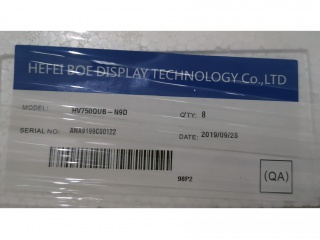 HEFEI BOE DISPLAY TECHNOLOGY Co.,LTD
MODEL: HV750QUB-N9D Q'TY: 8
SERIAL NO: ANA9199C00122 DATE: 2019/09/28
98P2
(QA)